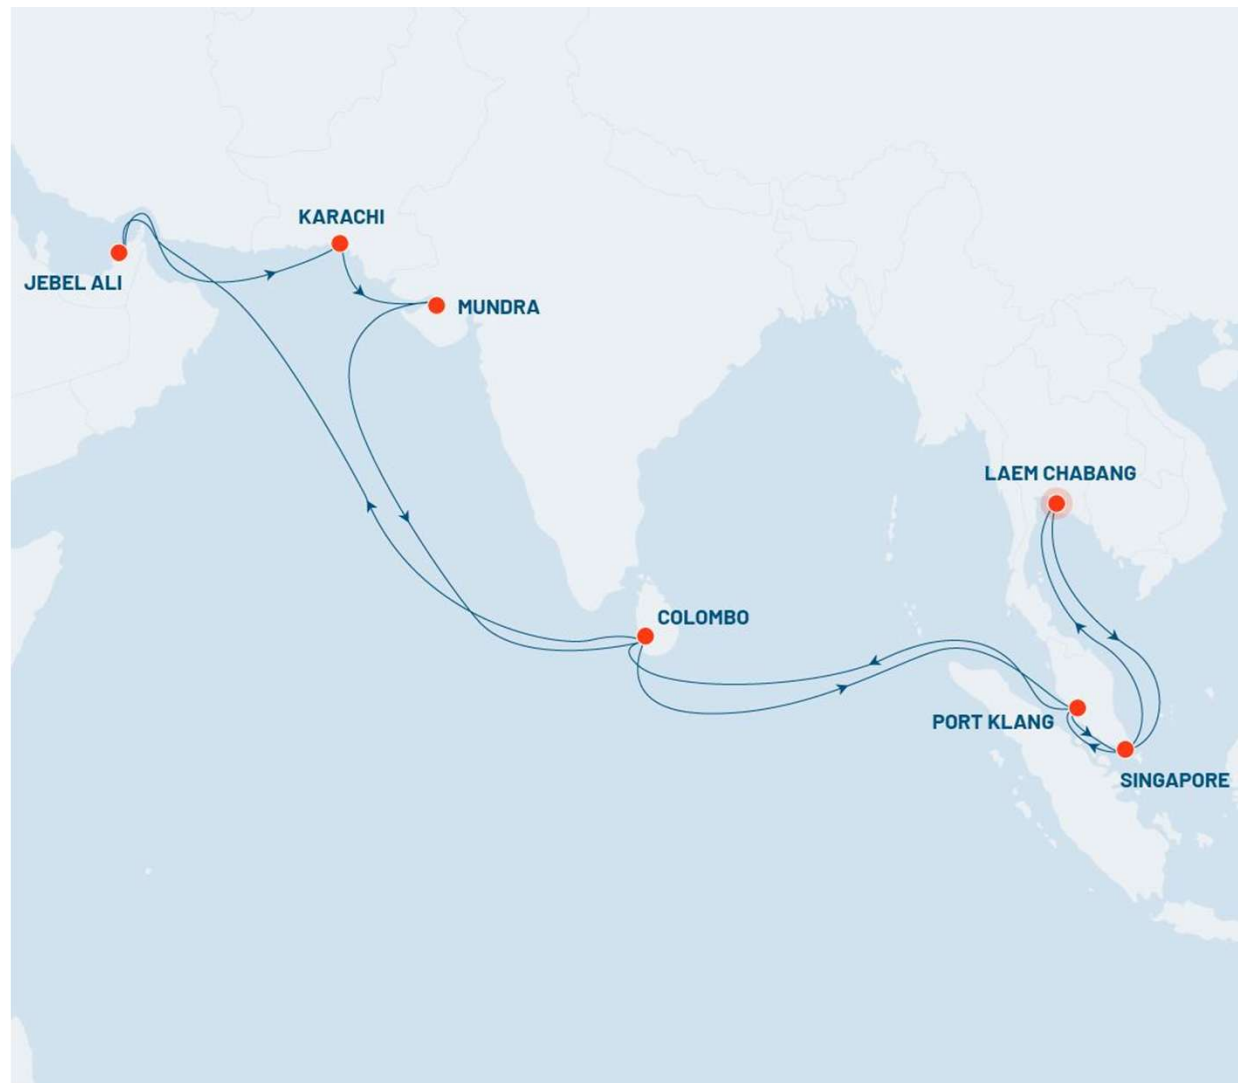 KARACHI
JEBEL ALI
MUNDRA
LAEM CHABANG
COLOMBO
PORT KLANG
SINGAPORE